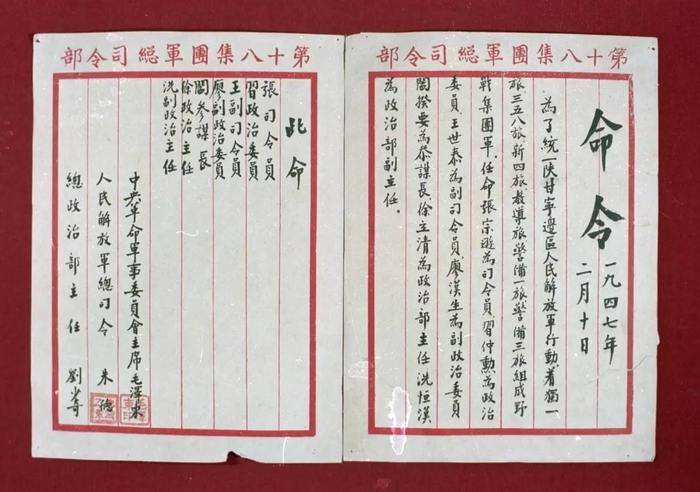 第十八集團軍總司令部
命令
一九四七年
二月十日
為了統一陝甘寧邊區人民解放軍行動着獨一
旅三五八旅新四旅教導旅警備一旅警備三旅組成野
戰集團軍.任命張宗遜為司令員習仲勳為政治
委員王世泰為副司令員廖漢生為副政治委員
閻揆要為參謀長徐立清為政治部主任冼恒漢
為政治部副主任。
第十八集團軍總司令部
此命
張司令員
習政治委員
王副司令員
廖副政治委員
閻參謀長
徐政治主任
冼副政治主任
中央革命軍事委員會主席毛澤東
人民解放軍總司令 朱德
總政治部主任 劉少奇